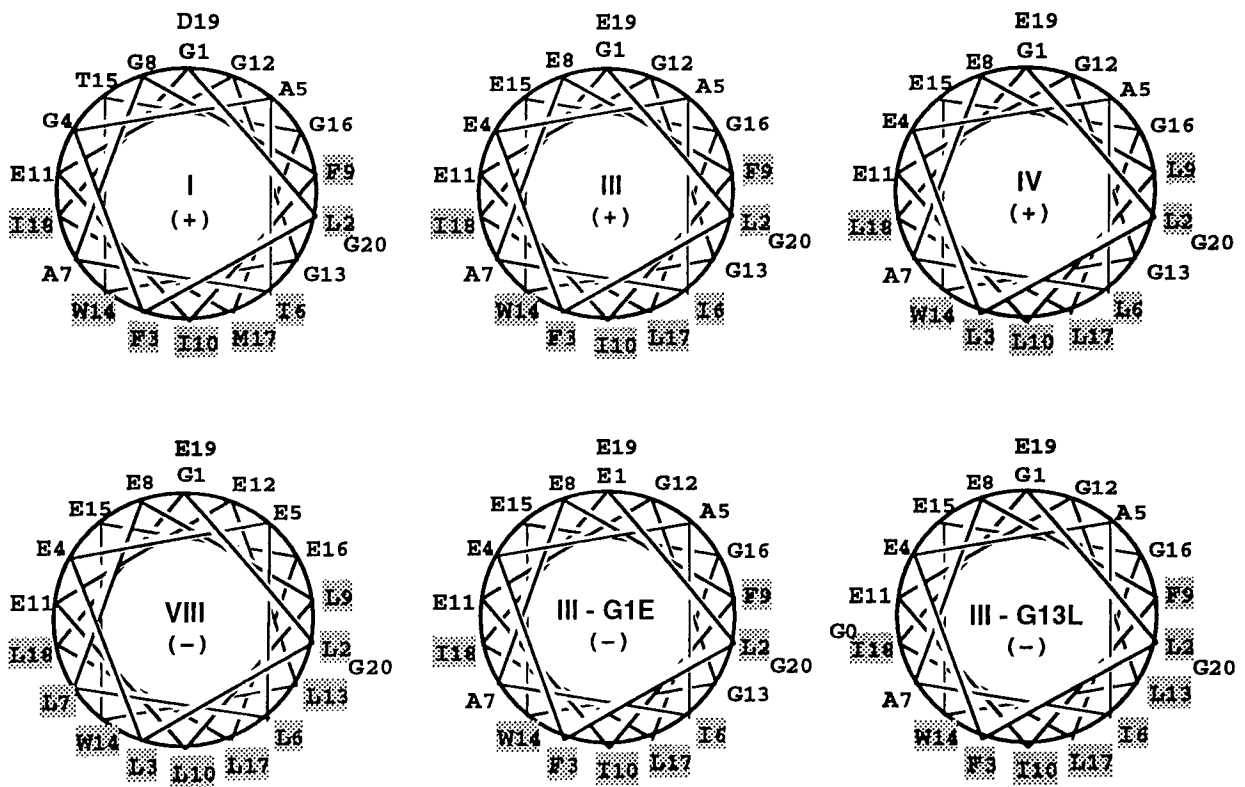 D19
G1
G8
G12
T15
A5
G4
G16
E11
F9
I
(+)
I18
L2
G20
A7
G13
W14
I6
F3
I10
M17
E19
G1
E8
G12
E15
A5
E4
G16
E11
F9
III
(+)
I18
L2
G20
A7
G13
W14
I6
F3
I10
L17
E19
G1
E8
G12
E15
A5
E4
G16
E11
L9
IV
(+)
L18
L2
G20
A7
G13
W14
L6
L3
L10
L17
E19
G1
E8
E12
E15
E5
E4
E16
E11
L9
VIII
(−)
L18
L2
G20
L7
L13
W14
L6
L3
L10
L17
E19
E1
E8
G12
E15
A5
E4
G16
E11
F9
III - G1E
(−)
I18
L2
G20
A7
G13
W14
I6
F3
I10
L17
E19
G1
E8
G12
E15
A5
E4
G16
E11
F9
G0
III - G13L
(−)
I18
L2
G20
A7
L13
W14
I6
F3
I10
L17